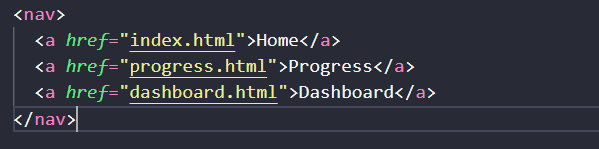 <nav>
<a href="index.html">Home</a>
<a href="progress.html">Progress</a>
<a href="dashboard.html">Dashboard</a>
</nav>